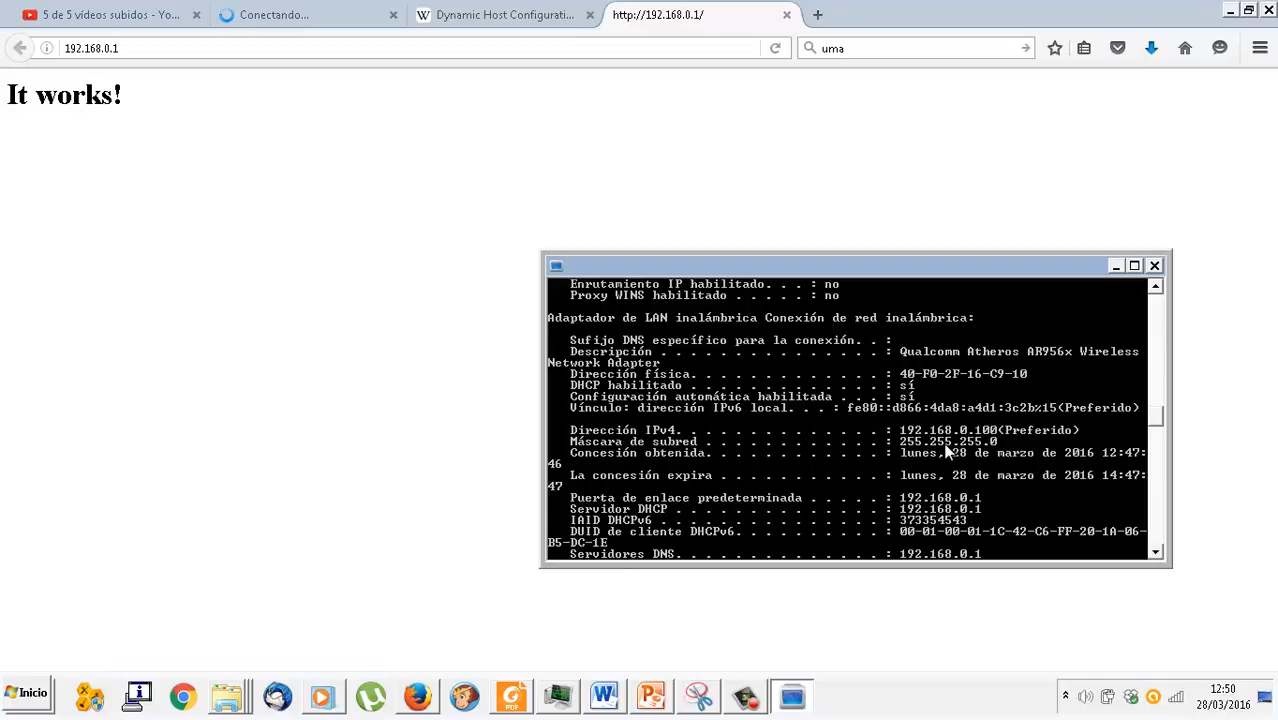 5 de 5 vídeos subidos - Yo...
Conectando...
Dynamic Host Configurati...
http://192.168.0.1/
192.168.0.1
uma
It works!
Enrutamiento IP habilitado. . . : no
Proxy WINS habilitado . . . . . : no
Adaptador de LAN inalámbrica Conexión de red inalámbrica:
Sufijo DNS específico para la conexión. . :
Descripción . . . . . . . . . . . . . . . : Qualcomm Atheros AR956x Wireless
Network Adapter
Dirección física. . . . . . . . . . . . . : 40-F0-2F-16-C9-10
DHCP habilitado . . . . . . . . . . . . . : sí
Configuración automática habilitada . . . : sí
Vínculo: dirección IPv6 local. . . : fe80::d866:4da8:a4d1:3c2b%15(Preferido)
Dirección IPv4. . . . . . . . . . . . . . : 192.168.0.100(Preferido)
Máscara de subred . . . . . . . . . . . . : 255.255.255.0
Concesión obtenida. . . . . . . . . . . . : lunes, 28 de marzo de 2016 12:47:
46
La concesión expira . . . . . . . . . . . : lunes, 28 de marzo de 2016 14:47:
47
Puerta de enlace predeterminada . . . . . : 192.168.0.1
Servidor DHCP . . . . . . . . . . . . . . : 192.168.0.1
IAID DHCPv6 . . . . . . . . . . . . . . . : 373354543
DUID de cliente DHCPv6. . . . . . . . . . : 00-01-00-01-1C-42-C6-FF-20-1A-06-
B5-DC-1E
Servidores DNS. . . . . . . . . . . . . . : 192.168.0.1
Inicio
12:50
28/03/2016